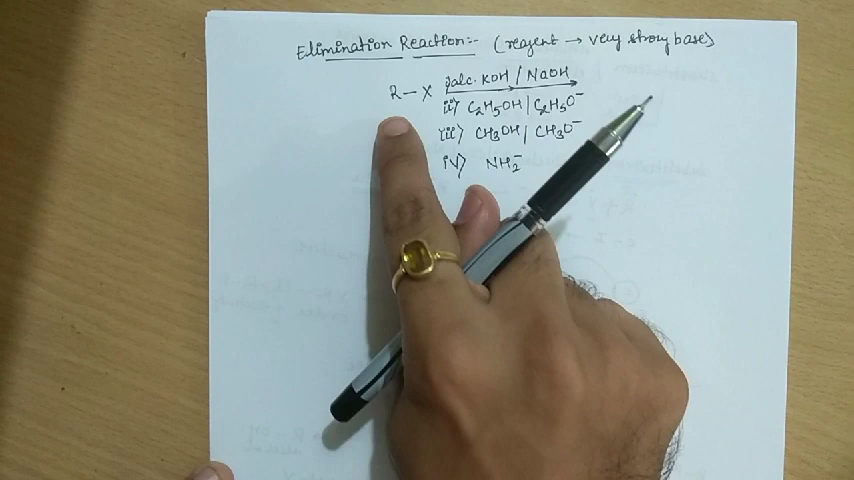 Elimination Reaction:- (reagent → very strong base)
R - X i) alc. KOH / NaOH
ii) C2H5OH / C2H5O⁻
iii) CH3OH / CH3O⁻
iv) NH2⁻